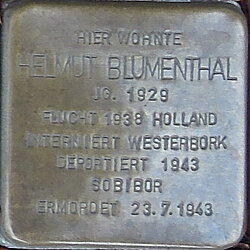 HIER WOHNTE
HELMUT BLUMENTHAL
JG. 1929
FLUCHT 1938 HOLLAND
INTERNIERT WESTERBORK
DEPORTIERT 1943
SOBIBOR
ERMORDET 23.7.1943